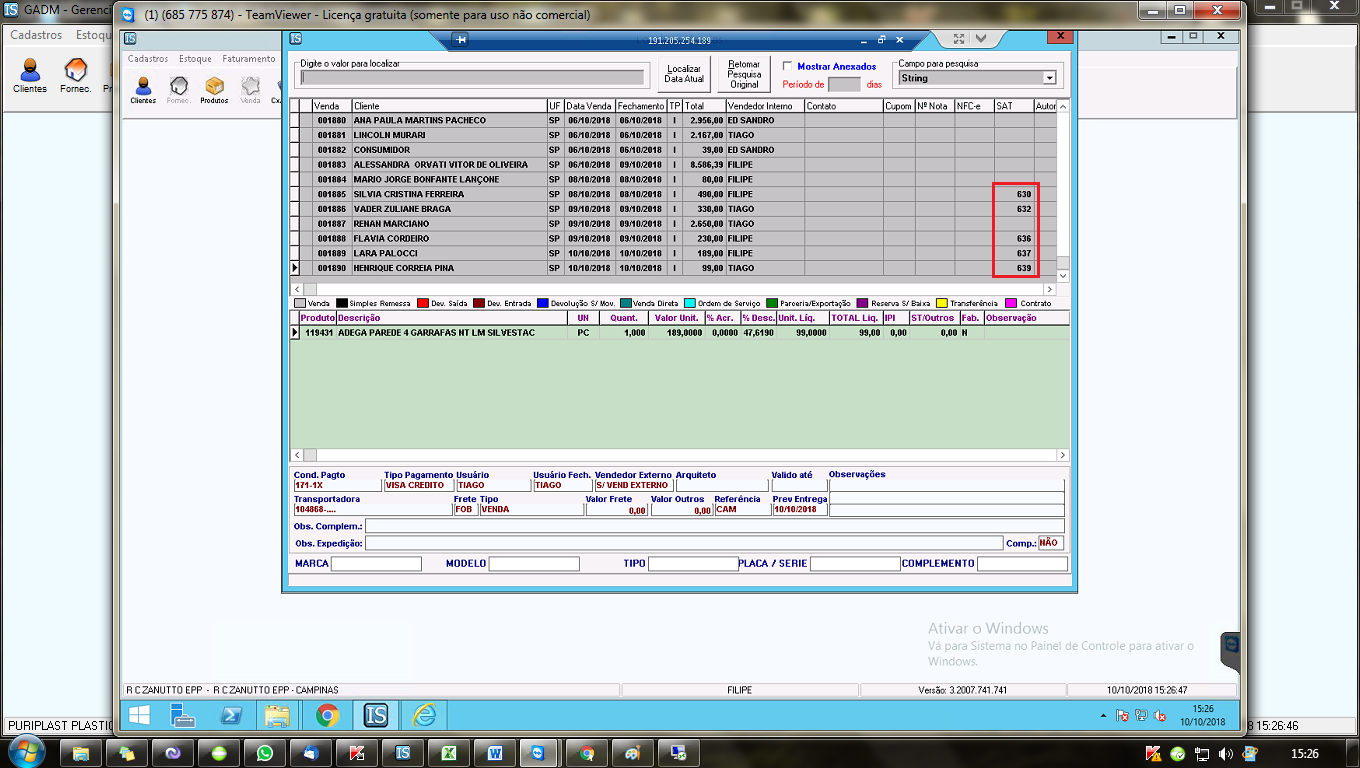 GADM - Gerenci
(1) (685 775 874) - TeamViewer - Licença gratuita (somente para uso não comercial)
Cadastros Estoqu
Clientes Fornec.
Cadastros Estoque Faturamento
Clientes Fornec. Produtos Venda
191.205.254.189
Digite o valor para localizar
Localizar Data Atual
Retomar Pesquisa Original
Mostrar Anexados
Período de dias
Campo para pesquisa
String
Venda Cliente UF Data Venda Fechamento TP Total Vendedor Interno Contato Cupom Nº Nota NFC-e SAT Autor
001880 ANA PAULA MARTINS PACHECO SP 06/10/2018 06/10/2018 I 2.956,00 ED SANDRO
001881 LINCOLN MURARI SP 06/10/2018 06/10/2018 I 2.167,00 TIAGO
001882 CONSUMIDOR SP 06/10/2018 06/10/2018 I 39,00 ED SANDRO
001883 ALESSANDRA ORVATI VITOR DE OLIVEIRA SP 06/10/2018 09/10/2018 I 8.586,39 FILIPE
001884 MARIO JORGE BONFANTE LANÇONE SP 08/10/2018 08/10/2018 I 80,00 FILIPE
001885 SILVIA CRISTINA FERREIRA SP 08/10/2018 08/10/2018 I 490,00 FILIPE 630
001886 VADER ZULIANE BRAGA SP 09/10/2018 09/10/2018 I 330,00 TIAGO 632
001887 RENAN MARCIANO SP 09/10/2018 09/10/2018 I 2.650,00 TIAGO
001888 FLAVIA CORDEIRO SP 09/10/2018 09/10/2018 I 230,00 FILIPE 636
001889 LARA PALOCCI SP 10/10/2018 10/10/2018 I 189,00 FILIPE 637
001890 HENRIQUE CORREIA PINA SP 10/10/2018 10/10/2018 I 99,00 TIAGO 639
Venda Simples Remessa Dev. Saída Dev. Entrada Devolução S/ Mov. Venda Direta Ordem de Serviço Parceria/Exportação Reserva S/ Baixa Transferência Contrato
Produto Descrição UN Quant. Valor Unit. % Acr. % Desc. Unit. Líq. TOTAL Líq. IPI ST/Outros Fab. Observação
119431 ADEGA PAREDE 4 GARRAFAS NT LM SILVESTAC PC 1,000 189,0000 0,0000 47,6190 99,0000 99,00 0,00 0,00 N
Cond. Pagto Tipo Pagamento Usuário Usuário Fech. Vendedor Externo Arquiteto Valido até Observações
171-1X VISA CREDITO TIAGO TIAGO S/ VEND EXTERNO
Transportadora Frete Tipo Valor Frete Valor Outros Referência Prev Entrega
104868-.... FOB VENDA 0,00 0,00 CAM 10/10/2018
Obs. Complem.:
Obs. Expedição: Comp.: NÃO
MARCA MODELO TIPO PLACA / SERIE COMPLEMENTO
Ativar o Windows
Vá para Sistema no Painel de Controle para ativar o
Windows.
R C ZANUTTO EPP - R C ZANUTTO EPP - CAMPINAS FILIPE Versão: 3.2007.741.741 10/10/2018 15:26:47
15:26
10/10/2018
PURIPLAST PLASTIC
8 15:26:46
15:26